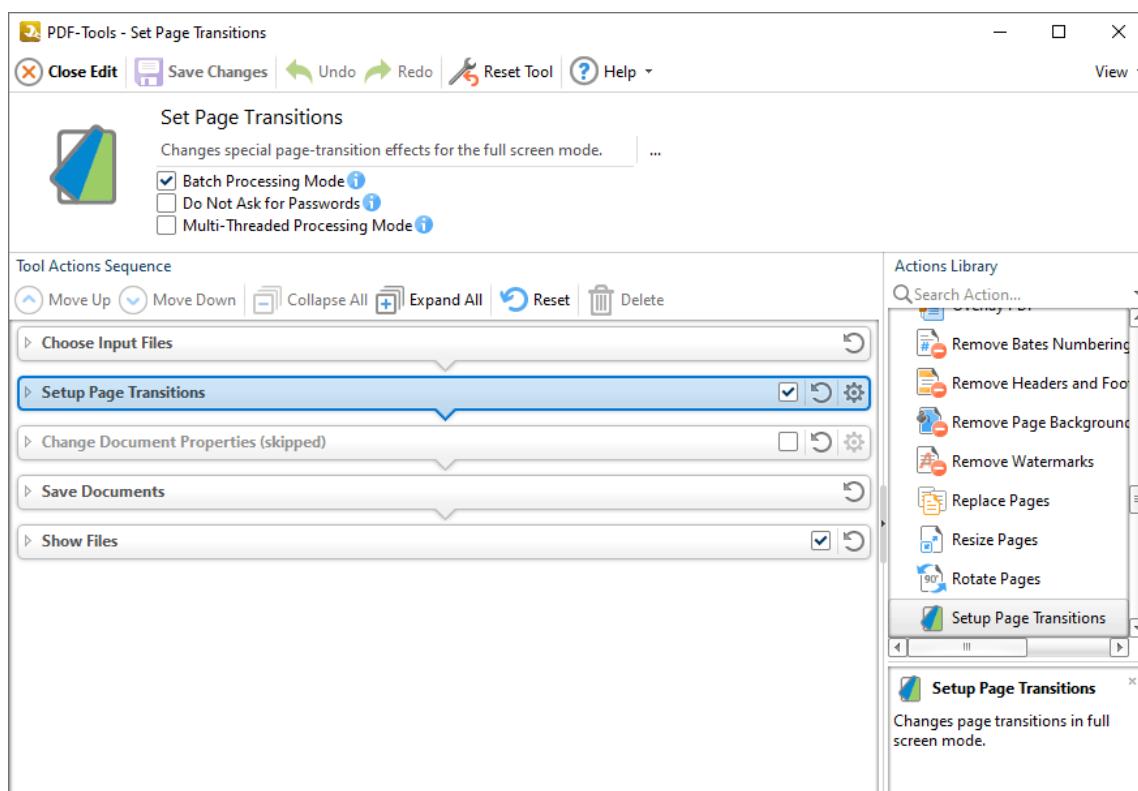 PDF-Tools - Set Page Transitions
Close Edit Save Changes Undo Redo Reset Tool Help View
Set Page Transitions
Changes special page-transition effects for the full screen mode. ...
Batch Processing Mode
Do Not Ask for Passwords
Multi-Threaded Processing Mode
Tool Actions Sequence
Move Up Move Down Collapse All Expand All Reset Delete
Choose Input Files
Setup Page Transitions
Change Document Properties (skipped)
Save Documents
Show Files
Actions Library
Search Action...
Overlay PDF
Remove Bates Numbering
Remove Headers and Foo
Remove Page Background
Remove Watermarks
Replace Pages
Resize Pages
90° Rotate Pages
Setup Page Transitions
Setup Page Transitions
Changes page transitions in full
screen mode.